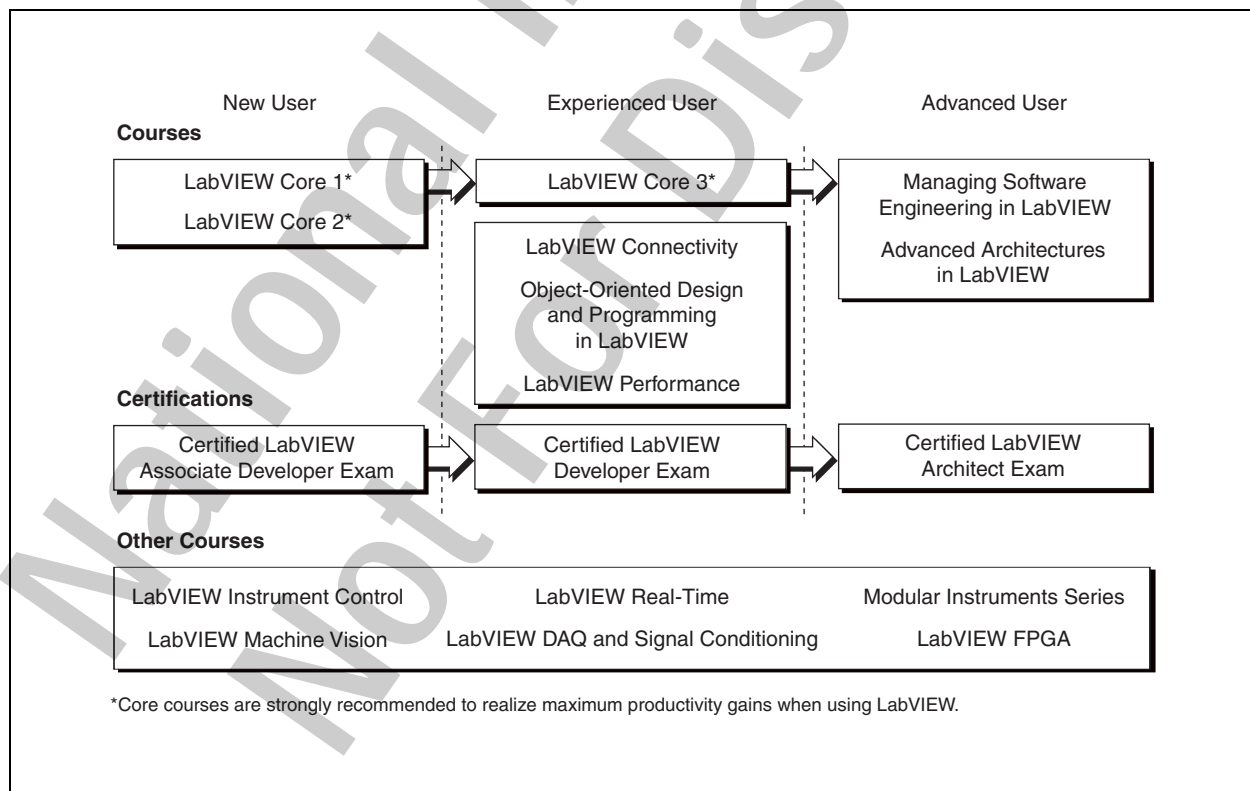 New User Experienced User Advanced User
Courses
LabVIEW Core 1*
LabVIEW Core 2*
LabVIEW Core 3*
LabVIEW Connectivity
Object-Oriented Design
and Programming
in LabVIEW
LabVIEW Performance
Managing Software
Engineering in LabVIEW
Advanced Architectures
in LabVIEW
Certifications
Certified LabVIEW
Associate Developer Exam
Certified LabVIEW
Developer Exam
Certified LabVIEW
Architect Exam
Other Courses
LabVIEW Instrument Control LabVIEW Real-Time Modular Instruments Series
LabVIEW Machine Vision LabVIEW DAQ and Signal Conditioning LabVIEW FPGA
*Core courses are strongly recommended to realize maximum productivity gains when using LabVIEW.
National
Not For